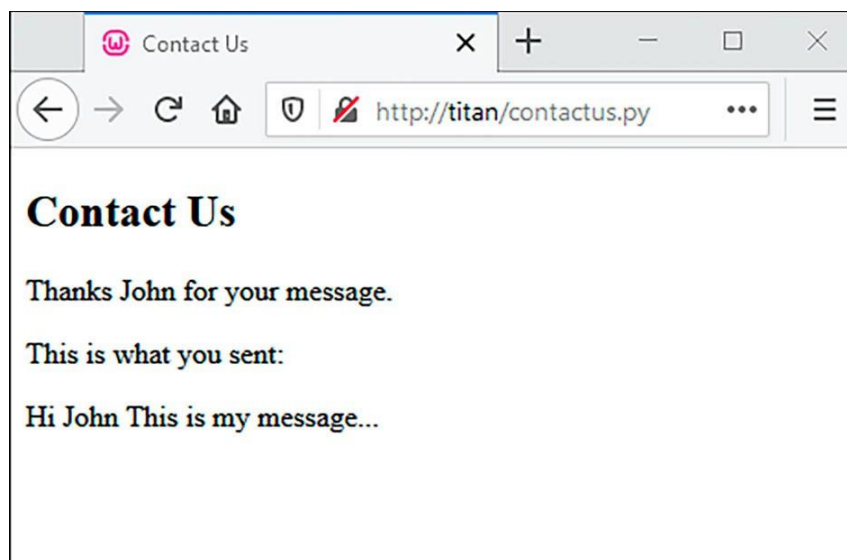 Contact Us
http://titan/contactus.py
Contact Us
Thanks John for your message.
This is what you sent:
Hi John This is my message...